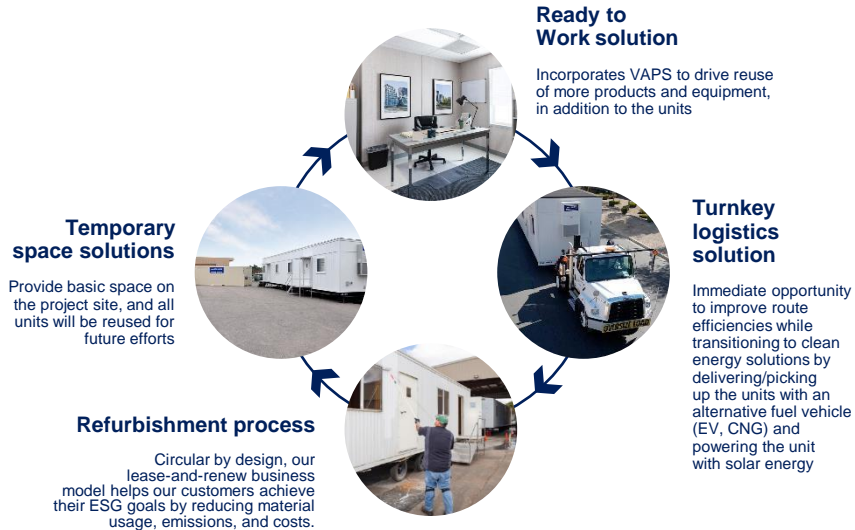 Ready to
Work solution
Incorporates VAPS to drive reuse
of more products and equipment,
in addition to the units
Turnkey
logistics
solution
Immediate opportunity
to improve route
efficiencies while
transitioning to clean
energy solutions by
delivering/picking
up the units with an
alternative fuel vehicle
(EV, CNG) and
powering the unit
with solar energy
Refurbishment process
Circular by design, our
lease-and-renew business
model helps our customers achieve
their ESG goals by reducing material
usage, emissions, and costs.
Temporary
space solutions
Provide basic space on
the project site, and all
units will be reused for
future efforts